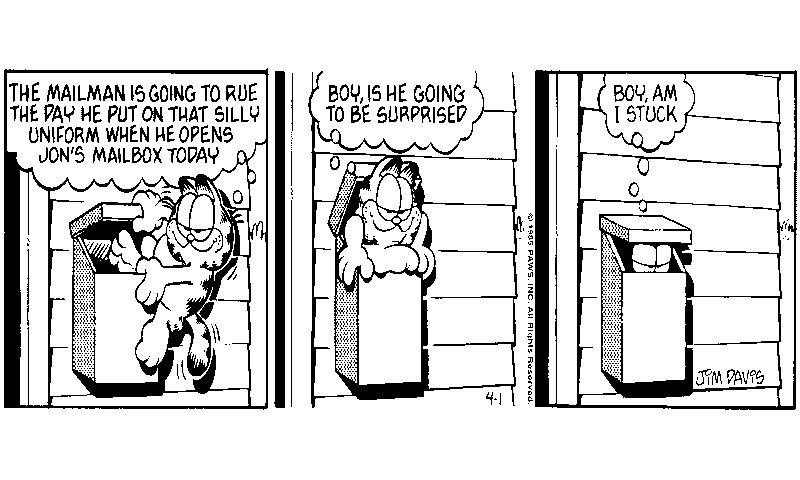 THE MAILMAN IS GOING TO RUE
THE DAY HE PUT ON THAT SILLY
UNIFORM WHEN HE OPENS
JON'S MAILBOX TODAY
BOY, IS HE GOING
TO BE SURPRISED
© 1985 PAWS, INC. All Rights Reserved.
4-1
BOY, AM
I STUCK
JIM DAVIS